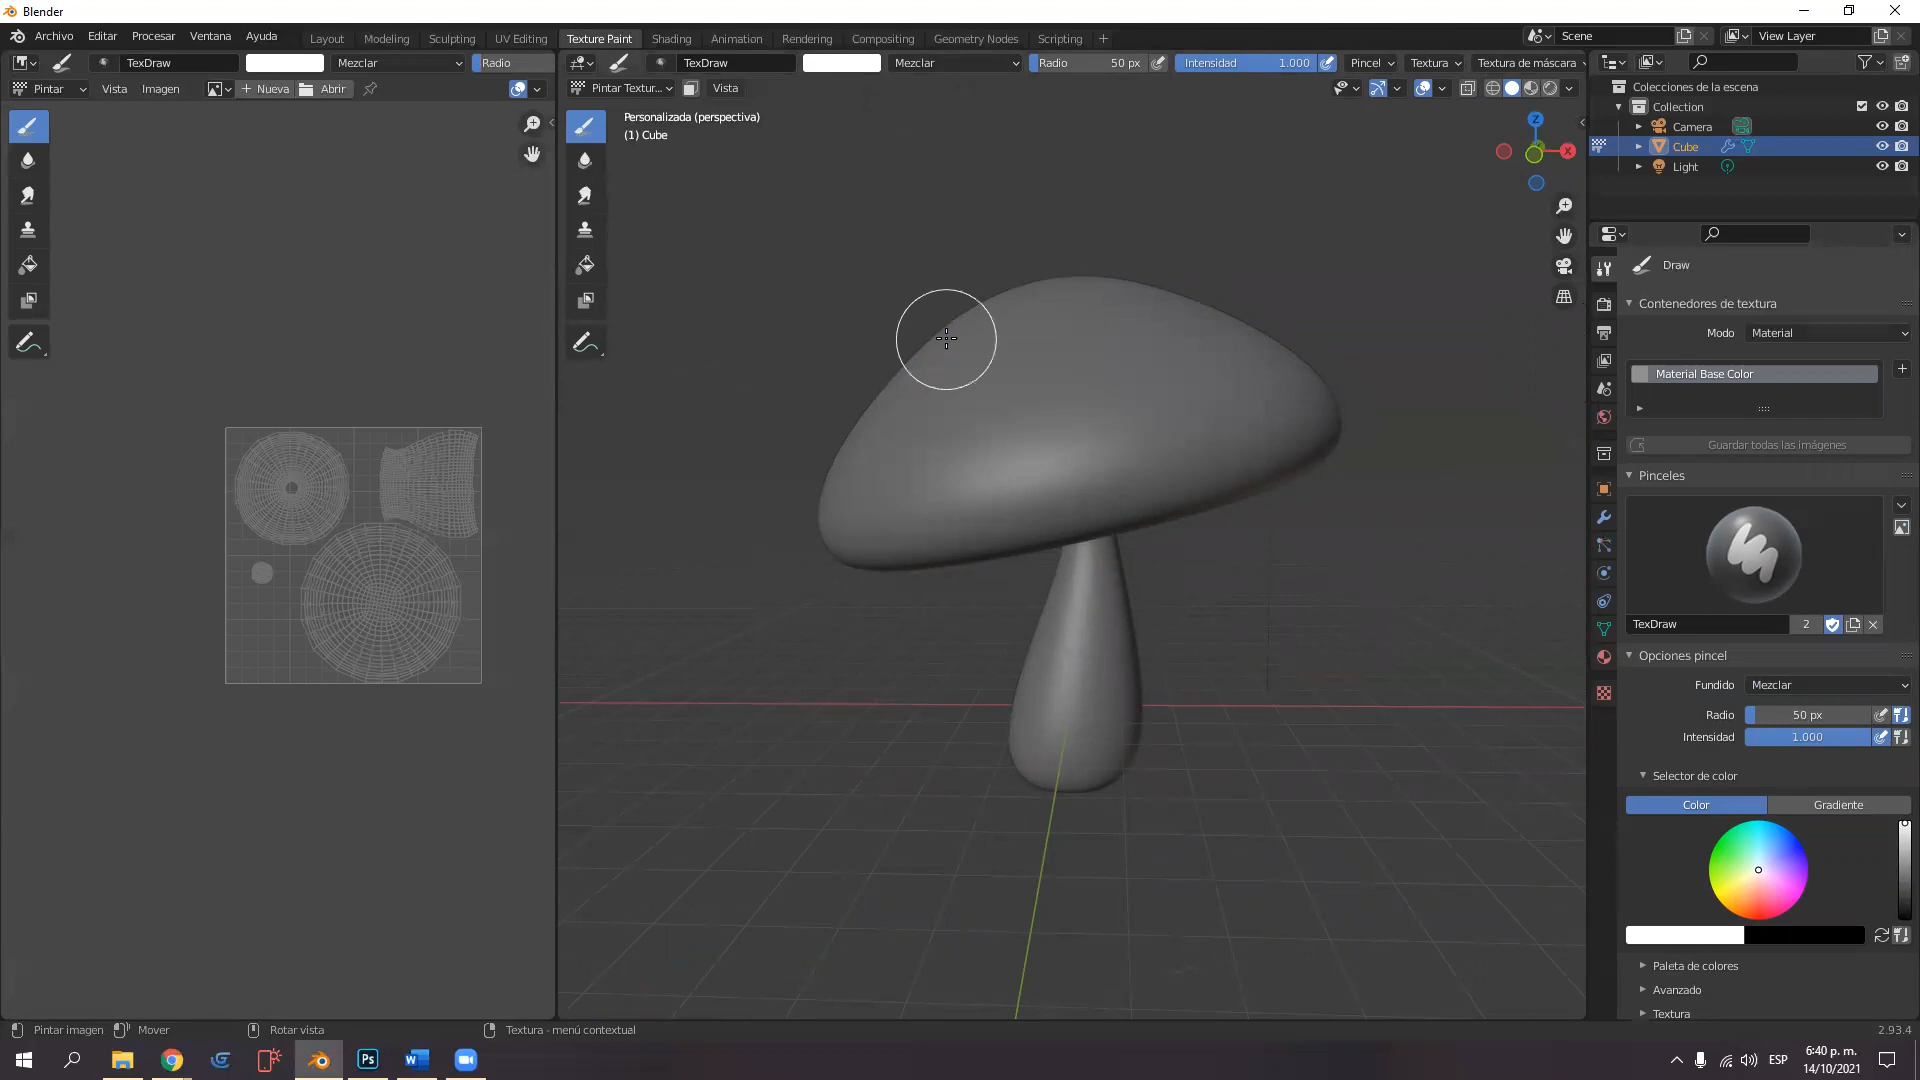 Blender
Archivo Editar Procesar Ventana Ayuda Layout Modeling Sculpting UV Editing Texture Paint Shading Animation Rendering Compositing Geometry Nodes Scripting + Scene View Layer
TexDraw Mezclar Radio TexDraw Mezclar Radio 50 px Intensidad 1.000 Pincel Textura Textura de máscara
Pintar Vista Imagen + Nueva Abrir Pintar Textur... Vista
Colecciones de la escena
Collection
Camera
Cube
Light
Personalizada (perspectiva)
(1) Cube
Z
X
Draw
Contenedores de textura
Modo Material
Material Base Color
Guardar todas las imágenes
Pinceles
TexDraw 2
Opciones pincel
Fundido Mezclar
Radio 50 px
Intensidad 1.000
Selector de color
Color Gradiente
Paleta de colores
Avanzado
Textura
Pintar imagen Mover Rotar vista Textura - menú contextual 2.93.4
Ps ESP 6:40 p. m.
14/10/2021